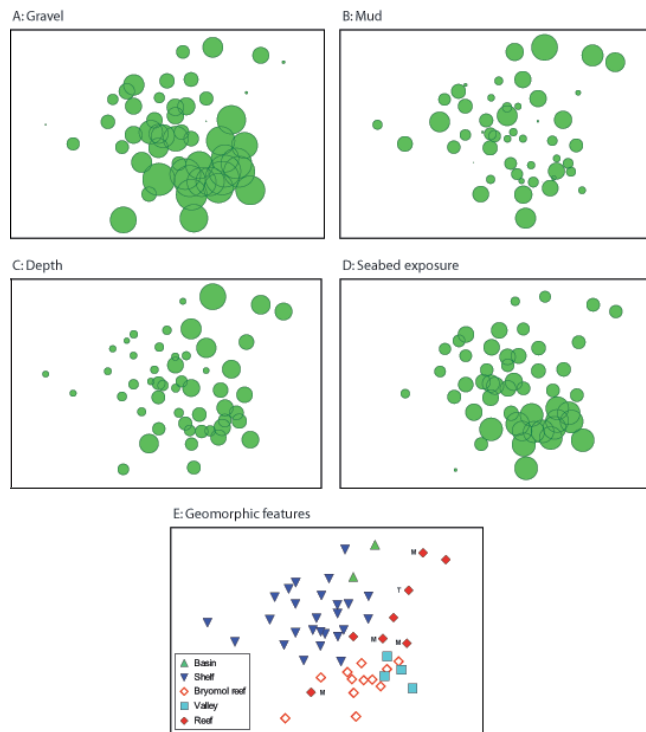 A: Gravel
B: Mud
C: Depth
D: Seabed exposure
E: Geomorphic features
M
T
M
M
M
Basin
Shelf
Bryomol reef
Valley
Reef